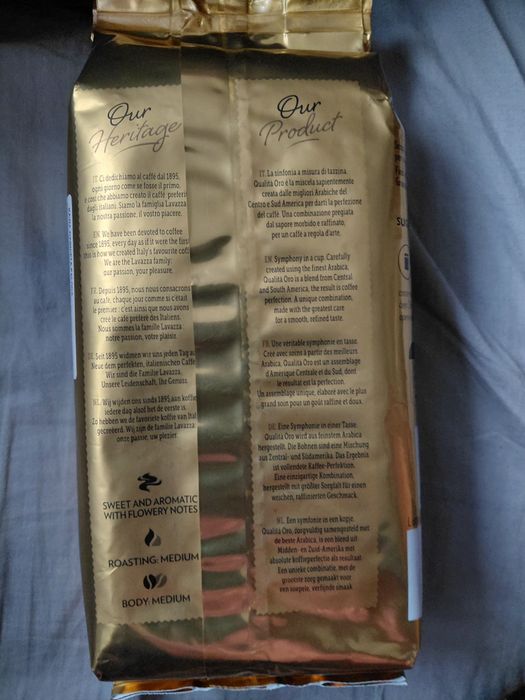 Our
Heritage
IT. Ci dedichiamo al caffè dal 1895,
ogni giorno come se fosse il primo.
così che abbiamo creato il caffè preferito
dagli italiani. Siamo la famiglia Lavazza
la nostra passione, il vostro piacere.
EN. We have been devoted to coffee
since 1895, every day as if it were the first
this is how we created Italy's favourite coff
We are the Lavazza family:
our passion, your pleasure.
FR. Depuis 1895, nous nous consacrons
au café, chaque jour comme si c'était
le premier : c'est ainsi que nous avons
créé le café préféré des Italiens.
Nous sommes la famille Lavazza
notre passion, votre plaisir.
DE. Seit 1895 widmen wir uns jeden Tag au
Neue dem perfekten, italienischen Caffè
Wir sind die Familie Lavazza.
Unsere Leidenschaft, Ihr Genuss.
NL. Wij wijden ons sinds 1895 aan koffie
iedere dag alsof het de eerste is.
Zo hebben we de favoriete koffie van Ital
gecreëerd. Wij zijn de familie Lavazza:
onze passie, uw plezier.
SWEET AND AROMATIC
WITH FLOWERY NOTES
ROASTING: MEDIUM
BODY: MEDIUM
Our
Product
IT. La sinfonia a misura di tazzina.
Qualità Oro è la miscela sapientemente
creata dalle migliori Arabiche del
Centro e Sud America per darti la perfezione
del caffè. Una combinazione pregiata
dal sapore morbido e raffinato,
per un caffè a regola d'arte.
EN. Symphony in a cup. Carefully
created using the finest Arabica,
Qualità Oro is a blend from Central
and South America, the result is coffee
perfection. A unique combination,
made with the greatest care
for a smooth, refined taste.
FR. Une véritable symphonie en tasse.
Créé avec soin à partir des meilleurs
Arabica, Qualità Oro est un assemblage
d'Amérique Centrale et du Sud, dont
le résultat est la perfection.
Un assemblage unique, élaboré avec le plus
grand soin pour un goût raffiné et doux.
DE. Eine Symphonie in einer Tasse.
Qualità Oro wird aus feinstem Arabica
hergestellt. Die Bohnen sind eine Mischung
aus Zentral- und Südamerika. Das Ergebnis
ist vollendete Kaffee-Perfektion.
Eine einzigartige Kombination,
hergestellt mit größter Sorgfalt für einen
weichen, raffinierten Geschmack.
NL. Een symfonie in een kopje.
Qualità Oro, zorgvuldig samengesteld met
de beste Arabica, is een blend uit
Midden- en Zuid-Amerika met
absolute koffieperfectie als resultaat.
Een unieke combinatie, met de
grootste zorg gemaakt voor
een soepele, verfijnde smaak.